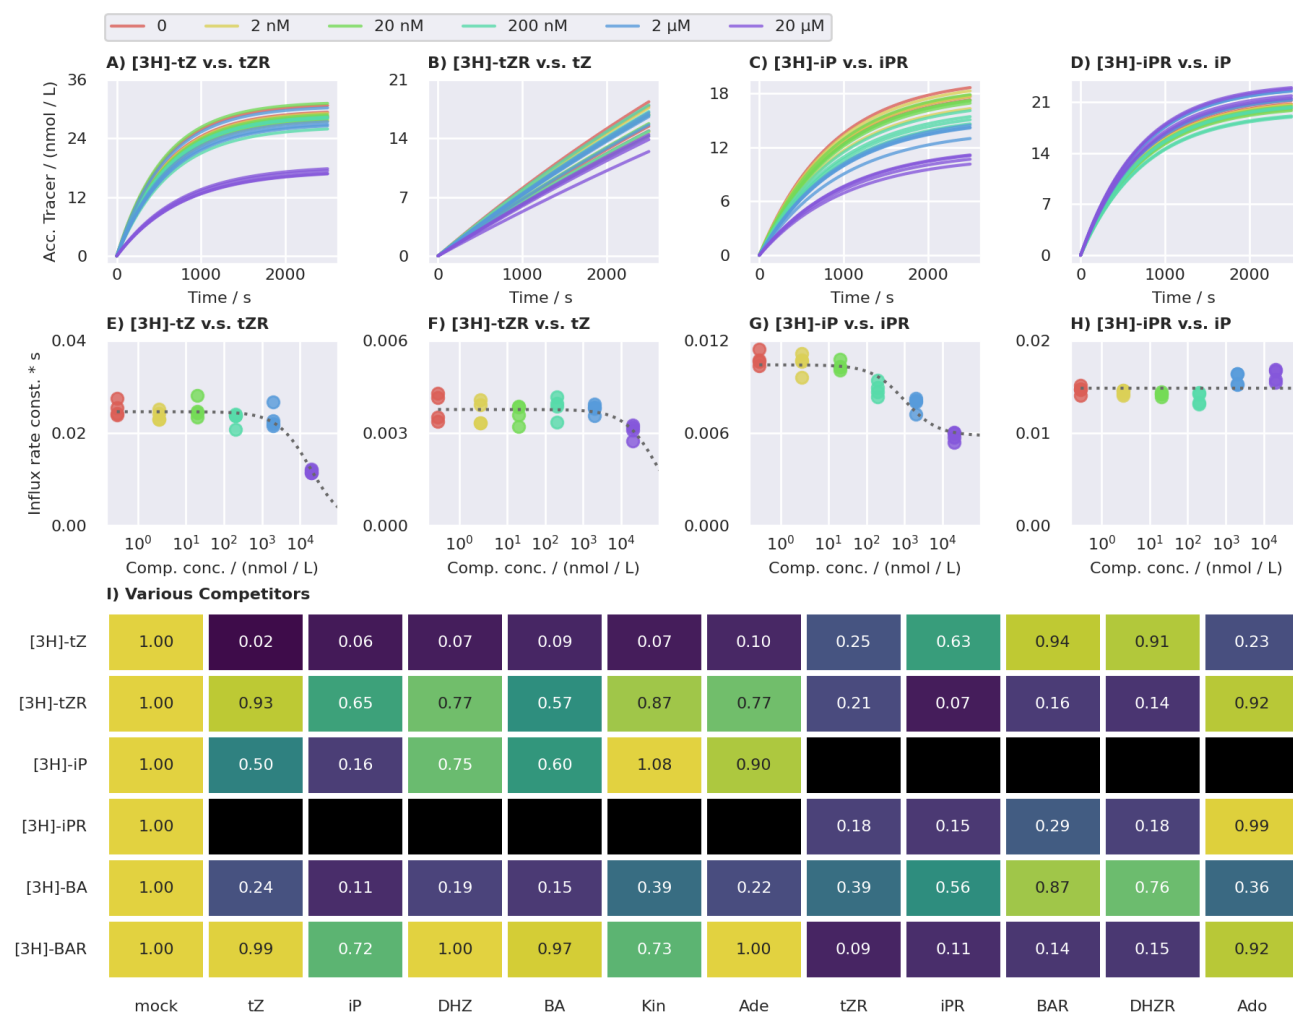 0 2 nM 20 nM 200 nM 2 μM 20 μM
A) [3H]-tZ v.s. tZR B) [3H]-tZR v.s. tZ C) [3H]-iP v.s. iPR D) [3H]-iPR v.s. iP
Acc. Tracer / (nmol / L)
36 24 12 0
21 14 7 0
18 12 6 0
21 14 7 0
0 1000 2000 0 1000 2000 0 1000 2000 0 1000 2000
Time / s Time / s Time / s Time / s
E) [3H]-tZ v.s. tZR F) [3H]-tZR v.s. tZ G) [3H]-iP v.s. iPR H) [3H]-iPR v.s. iP
Influx rate const. * s
0.04 0.02 0.00
0.006 0.003 0.000
0.012 0.006 0.000
0.02 0.01 0.00
10⁰ 10¹ 10² 10³ 10⁴ 10⁰ 10¹ 10² 10³ 10⁴ 10⁰ 10¹ 10² 10³ 10⁴ 10⁰ 10¹ 10² 10³ 10⁴
Comp. conc. / (nmol / L) Comp. conc. / (nmol / L) Comp. conc. / (nmol / L) Comp. conc. / (nmol / L)
I) Various Competitors
[3H]-tZ 1.00 0.02 0.06 0.07 0.09 0.07 0.10 0.25 0.63 0.94 0.91 0.23
[3H]-tZR 1.00 0.93 0.65 0.77 0.57 0.87 0.77 0.21 0.07 0.16 0.14 0.92
[3H]-iP 1.00 0.50 0.16 0.75 0.60 1.08 0.90
[3H]-iPR 1.00 0.18 0.15 0.29 0.18 0.99
[3H]-BA 1.00 0.24 0.11 0.19 0.15 0.39 0.22 0.39 0.56 0.87 0.76 0.36
[3H]-BAR 1.00 0.99 0.72 1.00 0.97 0.73 1.00 0.09 0.11 0.14 0.15 0.92
mock tZ iP DHZ BA Kin Ade tZR iPR BAR DHZR Ado